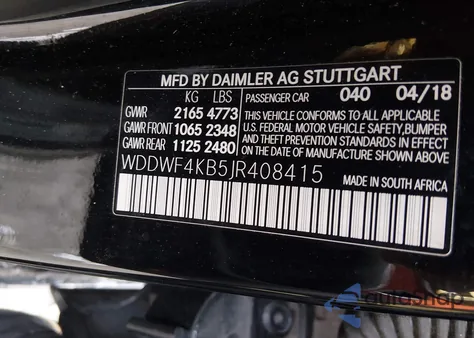 MFD BY DAIMLER AG STUTTGART
KG LBS PASSENGER CAR 040 04/18
GVWR 2165 4773 THIS VEHICLE CONFORMS TO ALL APPLICABLE
GAWR FRONT 1065 2348 U.S. FEDERAL MOTOR VEHICLE SAFETY,BUMPER
GAWR REAR 1125 2480 AND THEFT PREVENTION STANDARDS IN EFFECT
ON THE DATE OF MANUFACTURE SHOWN ABOVE.
WDDWF4KB5JR408415 MADE IN SOUTH AFRICA
autoshop